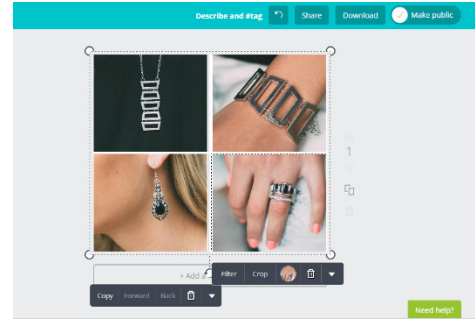 Describe and #tag Share Download Make public
1
+ Add a
Filter Crop
Copy Forward Back
Need help?